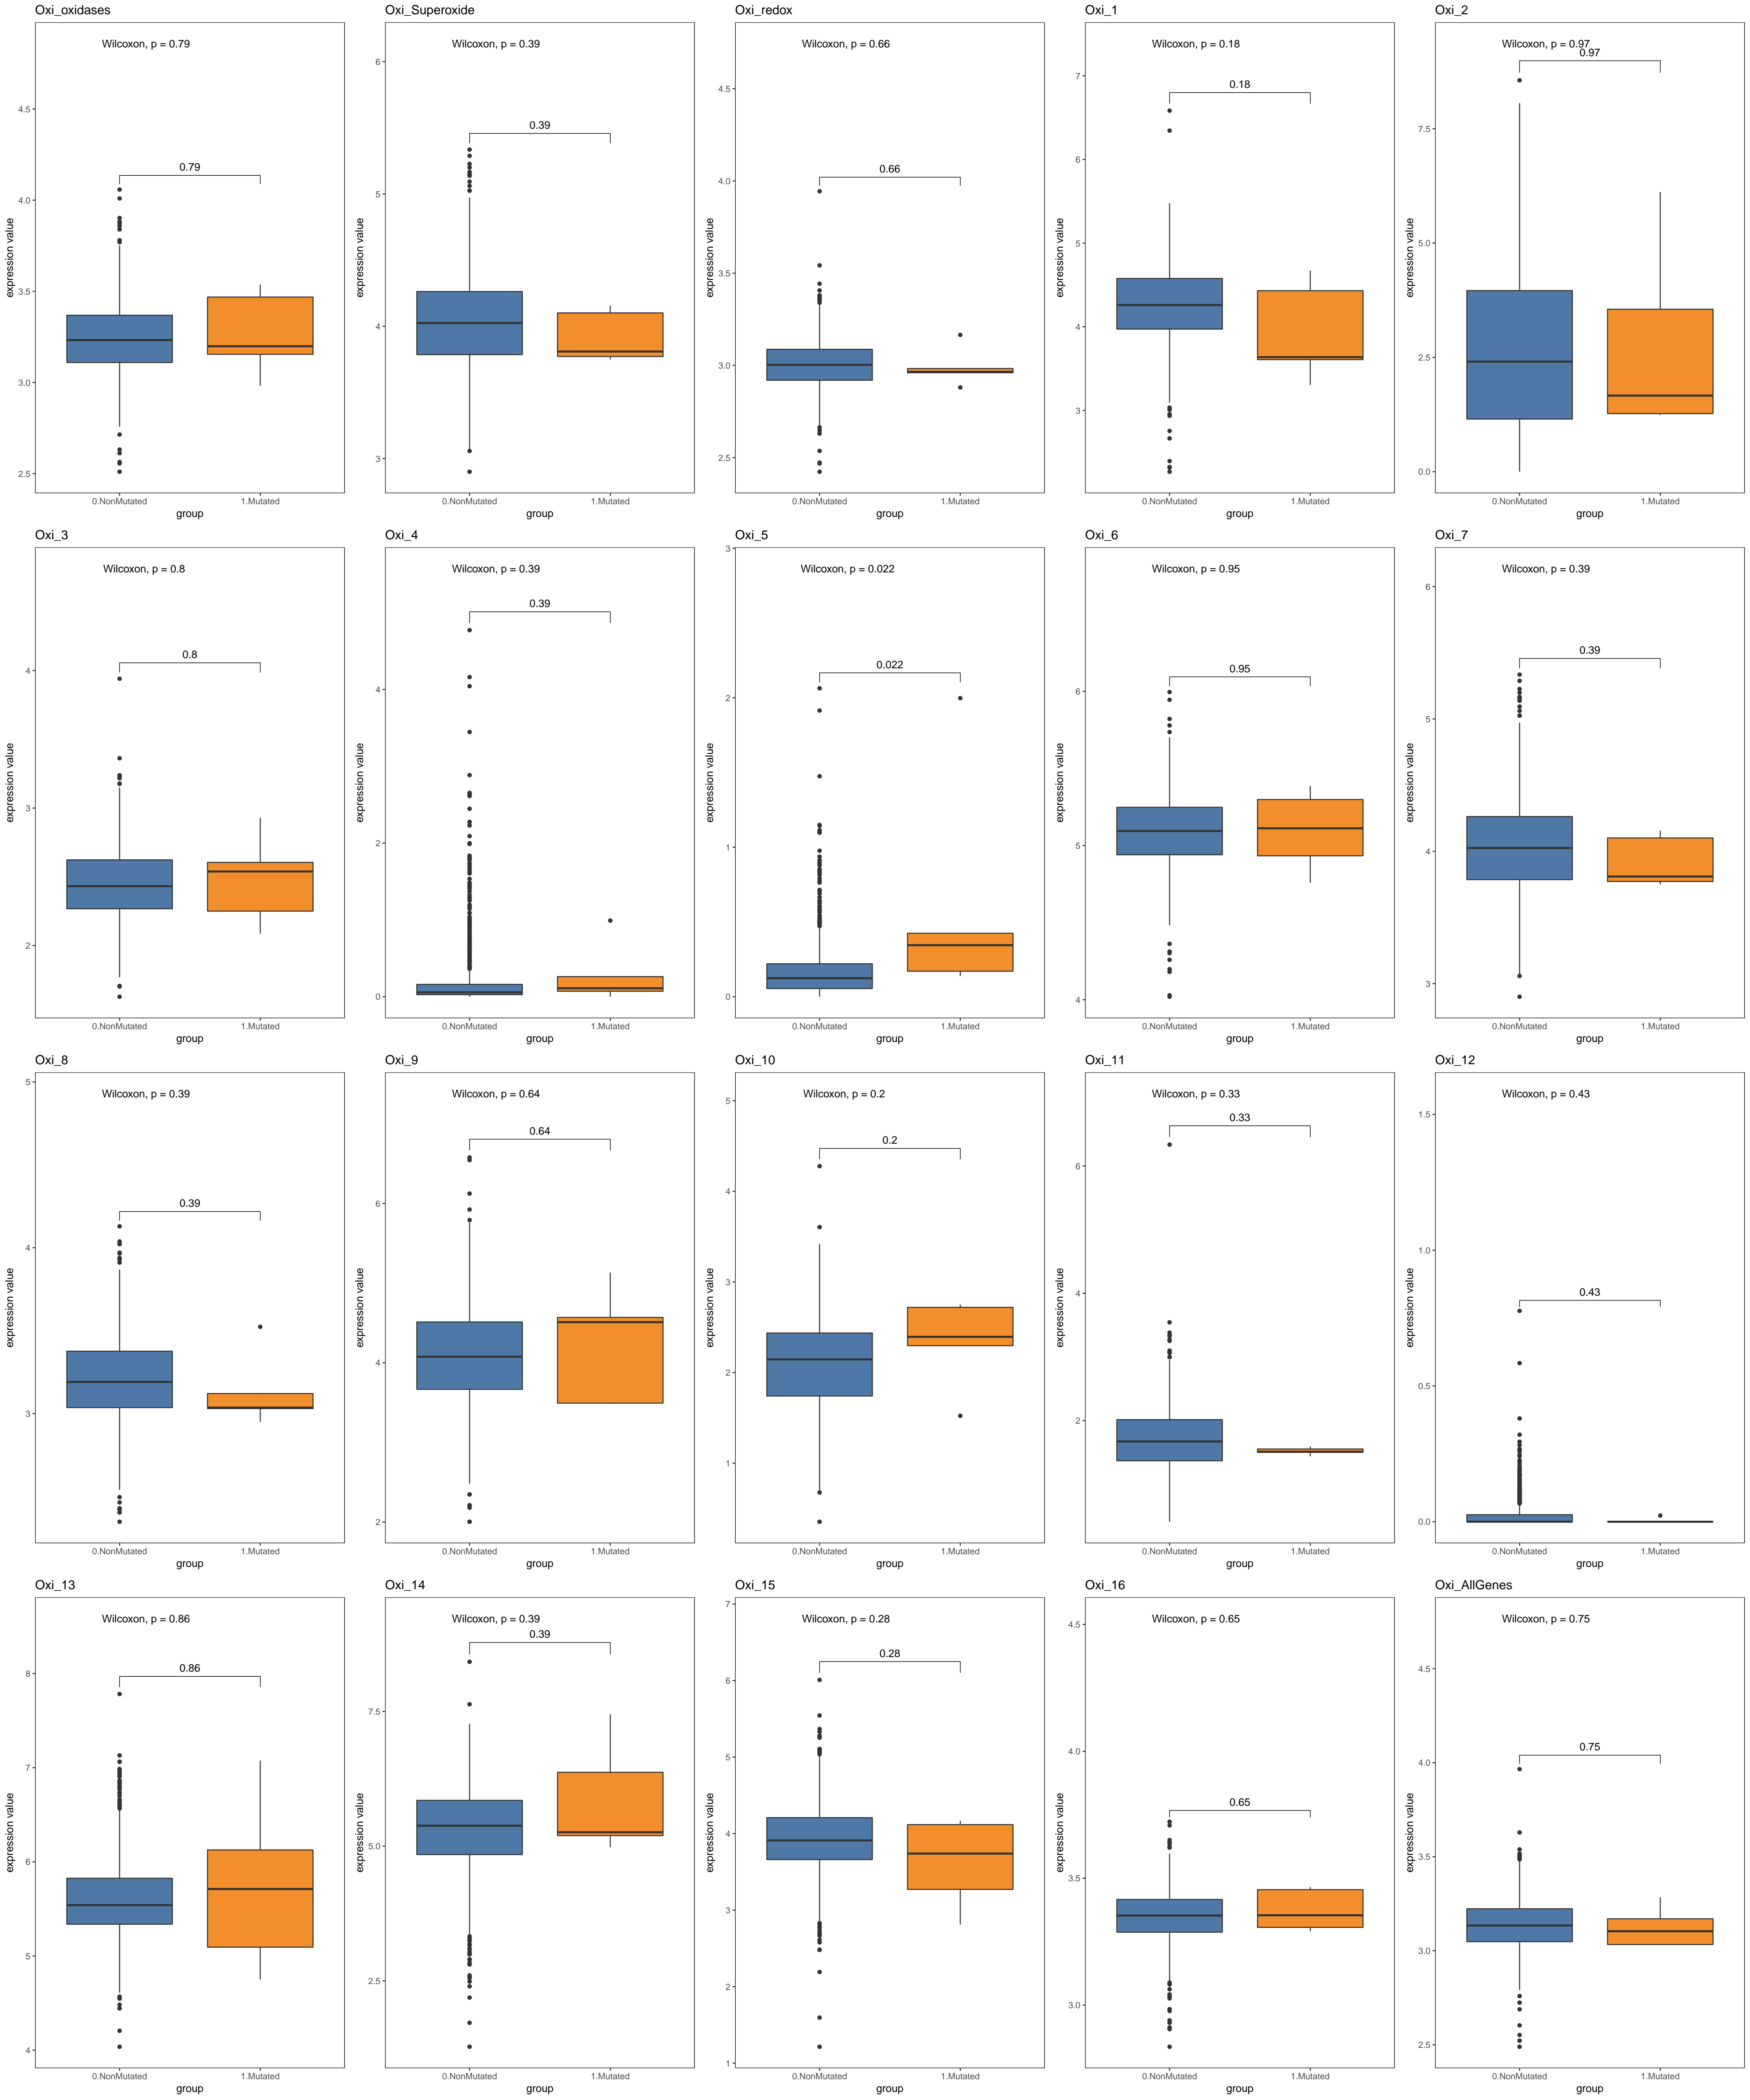 Oxi_oxidases
Wilcoxon, p = 0.79
0.79
4.5
4.0
3.5
3.0
2.5
expression value
0.NonMutated
1.Mutated
group
Oxi_Superoxide
Wilcoxon, p = 0.39
0.39
6
5
4
3
expression value
0.NonMutated
1.Mutated
group
Oxi_redox
Wilcoxon, p = 0.66
0.66
4.5
4.0
3.5
3.0
2.5
expression value
0.NonMutated
1.Mutated
group
Oxi_1
Wilcoxon, p = 0.18
0.18
7
6
5
4
3
expression value
0.NonMutated
1.Mutated
group
Oxi_2
Wilcoxon, p = 0.97
0.97
7.5
5.0
2.5
0.0
expression value
0.NonMutated
1.Mutated
group
Oxi_3
Wilcoxon, p = 0.8
0.8
4
3
2
expression value
0.NonMutated
1.Mutated
group
Oxi_4
Wilcoxon, p = 0.39
0.39
4
2
0
expression value
0.NonMutated
1.Mutated
group
Oxi_5
Wilcoxon, p = 0.022
0.022
3
2
1
0
expression value
0.NonMutated
1.Mutated
group
Oxi_6
Wilcoxon, p = 0.95
0.95
6
5
4
expression value
0.NonMutated
1.Mutated
group
Oxi_7
Wilcoxon, p = 0.39
0.39
6
5
4
3
expression value
0.NonMutated
1.Mutated
group
Oxi_8
Wilcoxon, p = 0.39
0.39
5
4
3
expression value
0.NonMutated
1.Mutated
group
Oxi_9
Wilcoxon, p = 0.64
0.64
6
4
2
expression value
0.NonMutated
1.Mutated
group
Oxi_10
Wilcoxon, p = 0.2
0.2
5
4
3
2
1
expression value
0.NonMutated
1.Mutated
group
Oxi_11
Wilcoxon, p = 0.33
0.33
6
4
2
expression value
0.NonMutated
1.Mutated
group
Oxi_12
Wilcoxon, p = 0.43
0.43
1.5
1.0
0.5
0.0
expression value
0.NonMutated
1.Mutated
group
Oxi_13
Wilcoxon, p = 0.86
0.86
8
7
6
5
4
expression value
0.NonMutated
1.Mutated
group
Oxi_14
Wilcoxon, p = 0.39
0.39
7.5
5.0
2.5
expression value
0.NonMutated
1.Mutated
group
Oxi_15
Wilcoxon, p = 0.28
0.28
7
6
5
4
3
2
1
expression value
0.NonMutated
1.Mutated
group
Oxi_16
Wilcoxon, p = 0.65
0.65
4.5
4.0
3.5
3.0
expression value
0.NonMutated
1.Mutated
group
Oxi_AllGenes
Wilcoxon, p = 0.75
0.75
4.5
4.0
3.5
3.0
2.5
expression value
0.NonMutated
1.Mutated
group